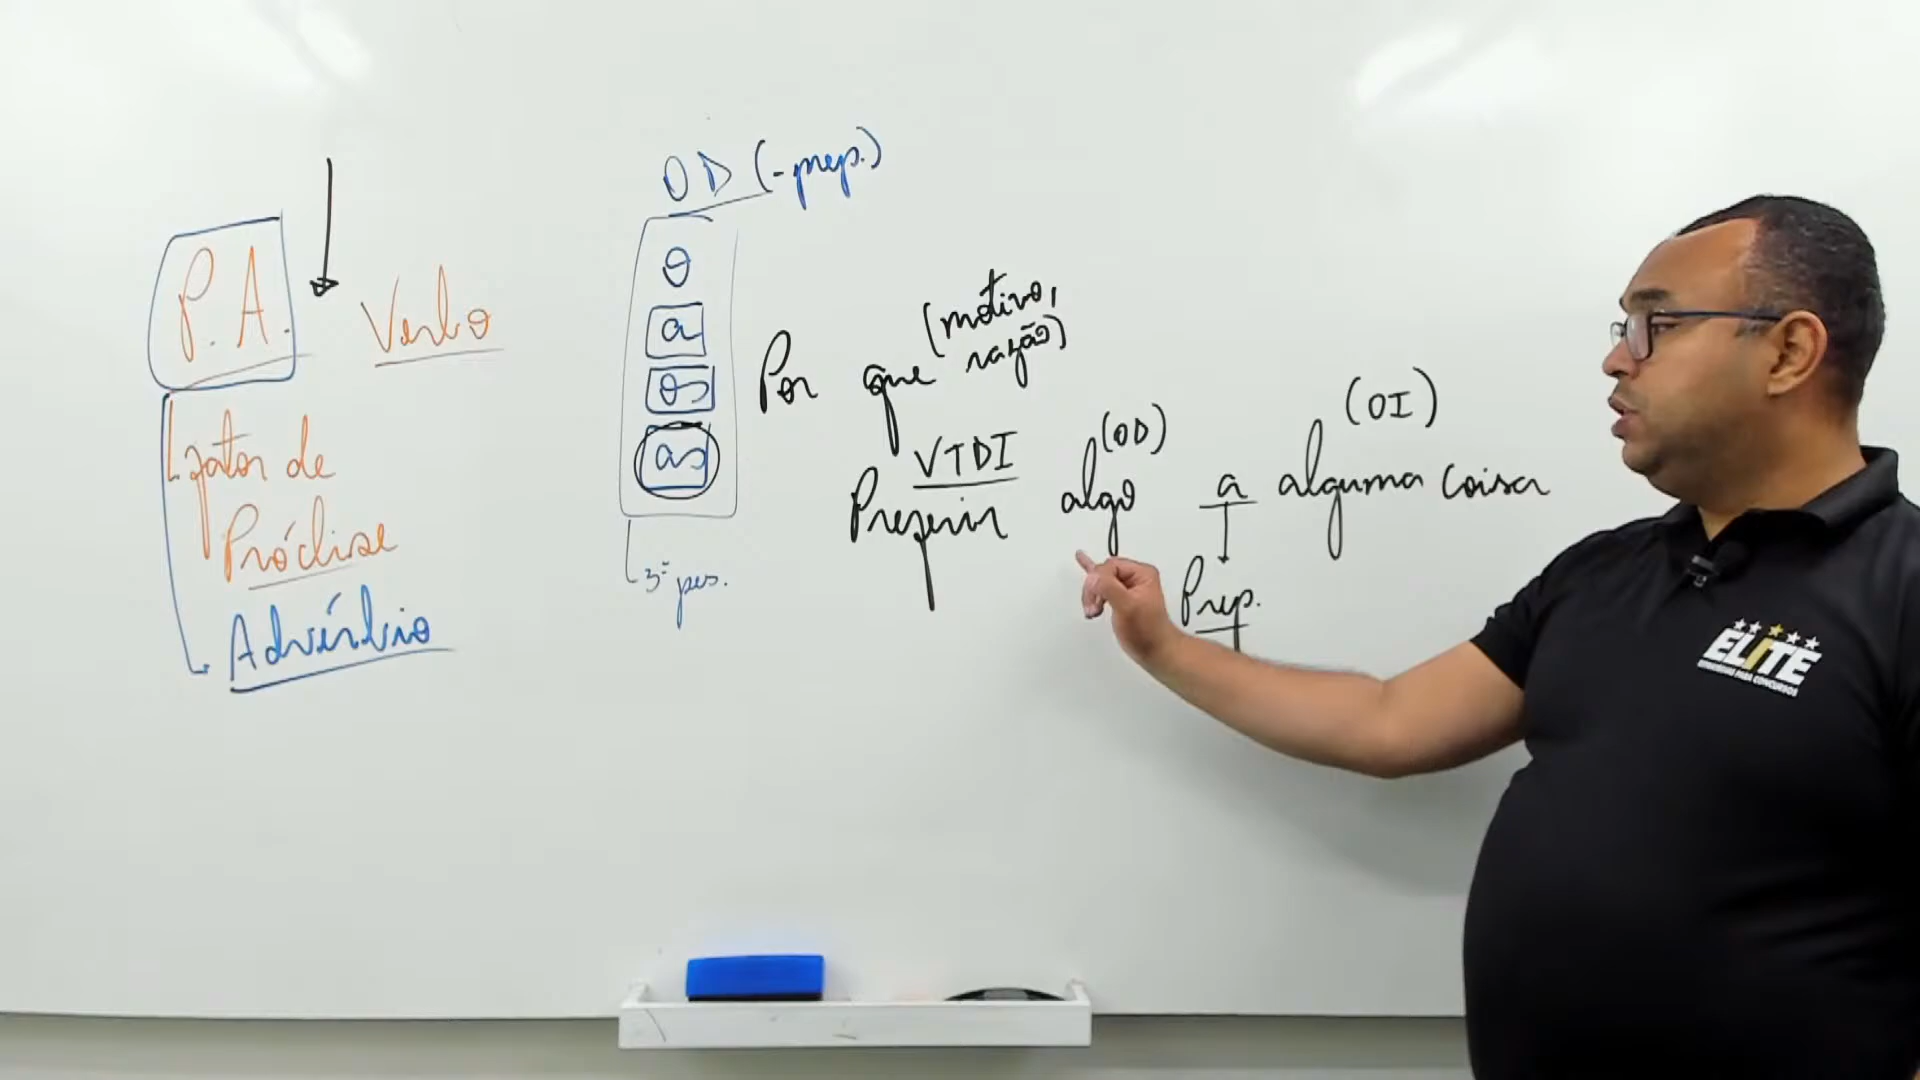 P.A.
Verbo
fator de
Próclise
Advérbio
OD (-prep.)
o
a
os
as
3ª pes.
Por que (motivo,
razão)
VTDI
(OD)
(OI)
Preferir algo a alguma coisa
Prep.
ELITE